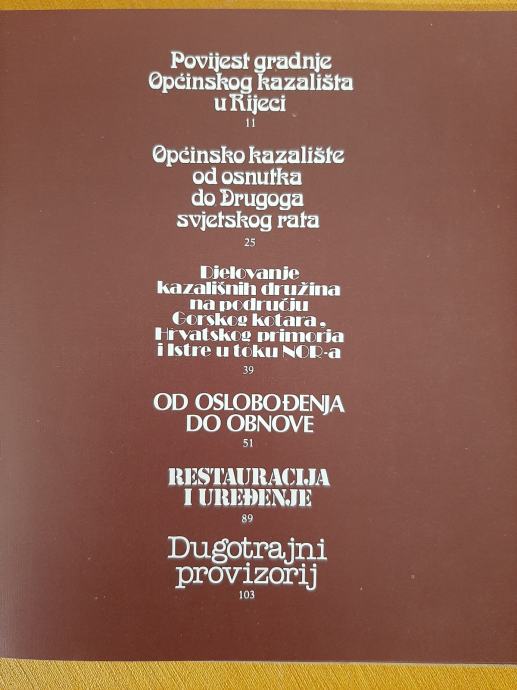 Povijest gradnje
Općinskog kazališta
u Rijeci
11
Općinsko kazalište
od osnutka
do Drugoga
svjetskog rata
25
Djelovanje
kazališnih družina
na području
Gorskog kotara,
Hrvatskog primorja
i Istre u toku NOR-a
39
OD OSLOBOĐENJA
DO OBNOVE
51
RESTAURACIJA
I UREĐENJE
89
Dugotrajni
provizorij
103